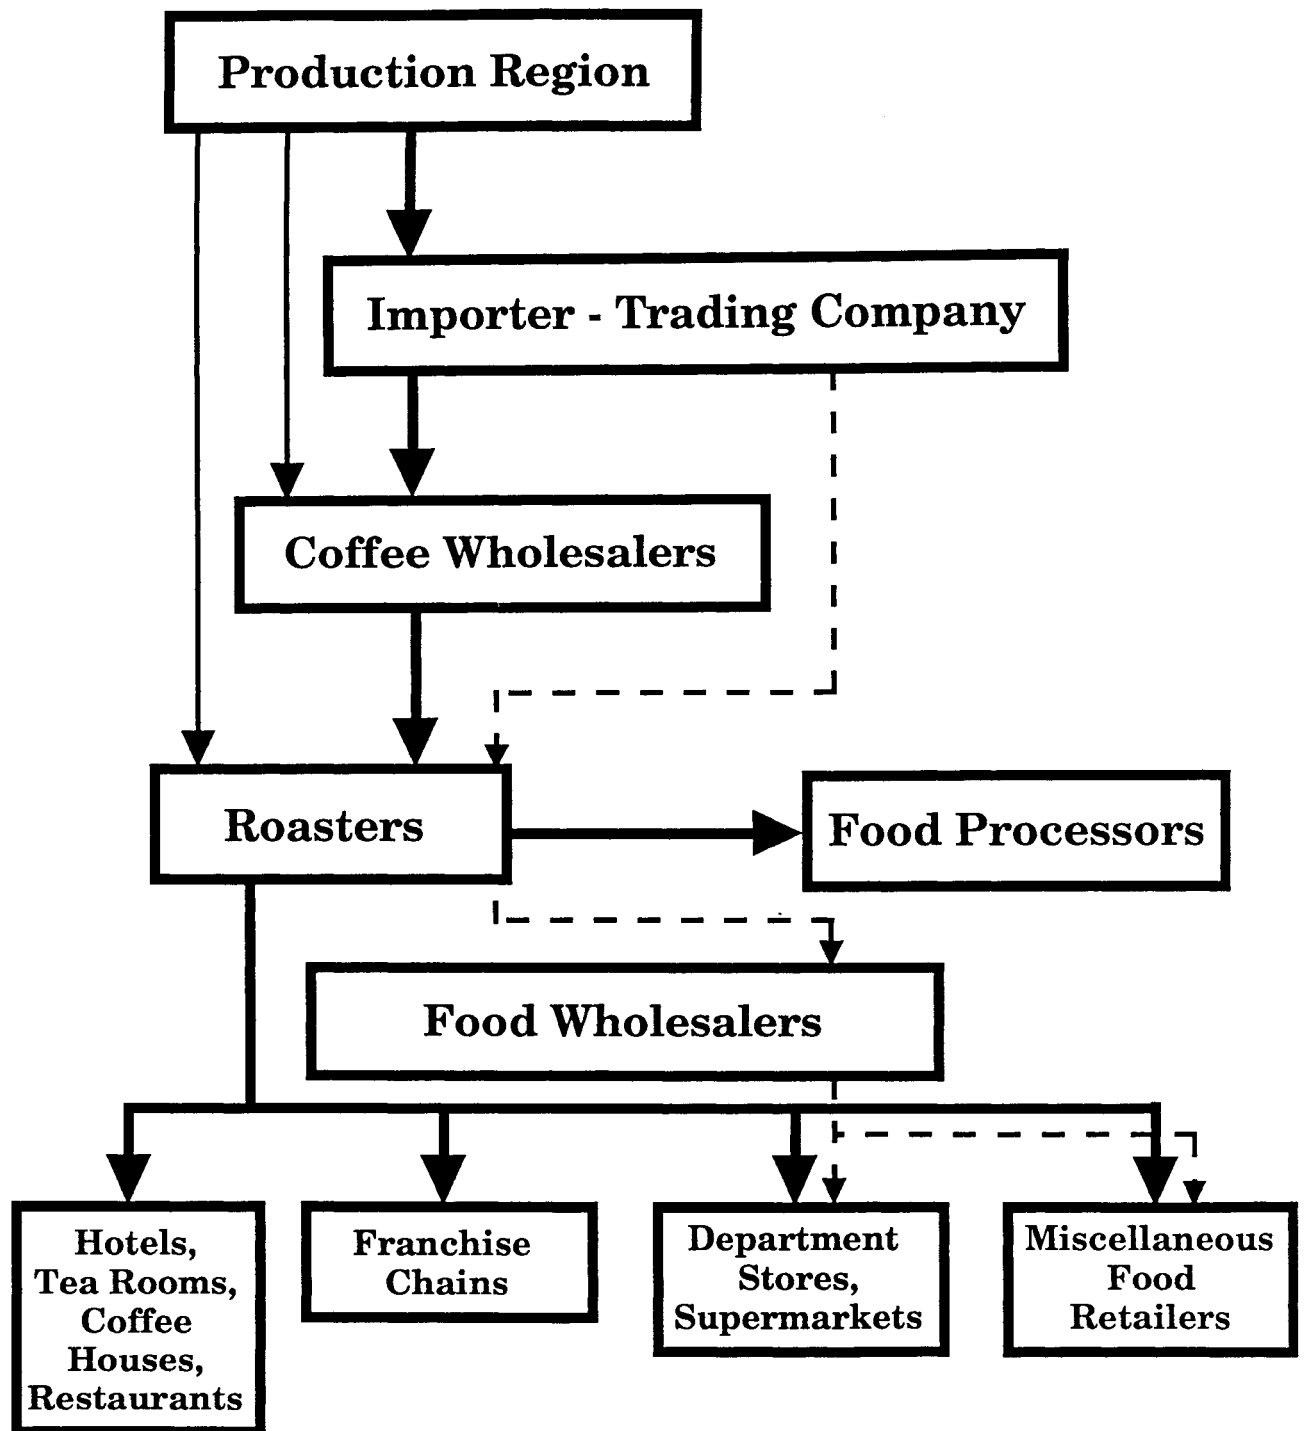 Production Region
Importer - Trading Company
Coffee Wholesalers
Roasters
Food Processors
Food Wholesalers
Hotels,
Tea Rooms,
Coffee
Houses,
Restaurants
Franchise
Chains
Department
Stores,
Supermarkets
Miscellaneous
Food
Retailers